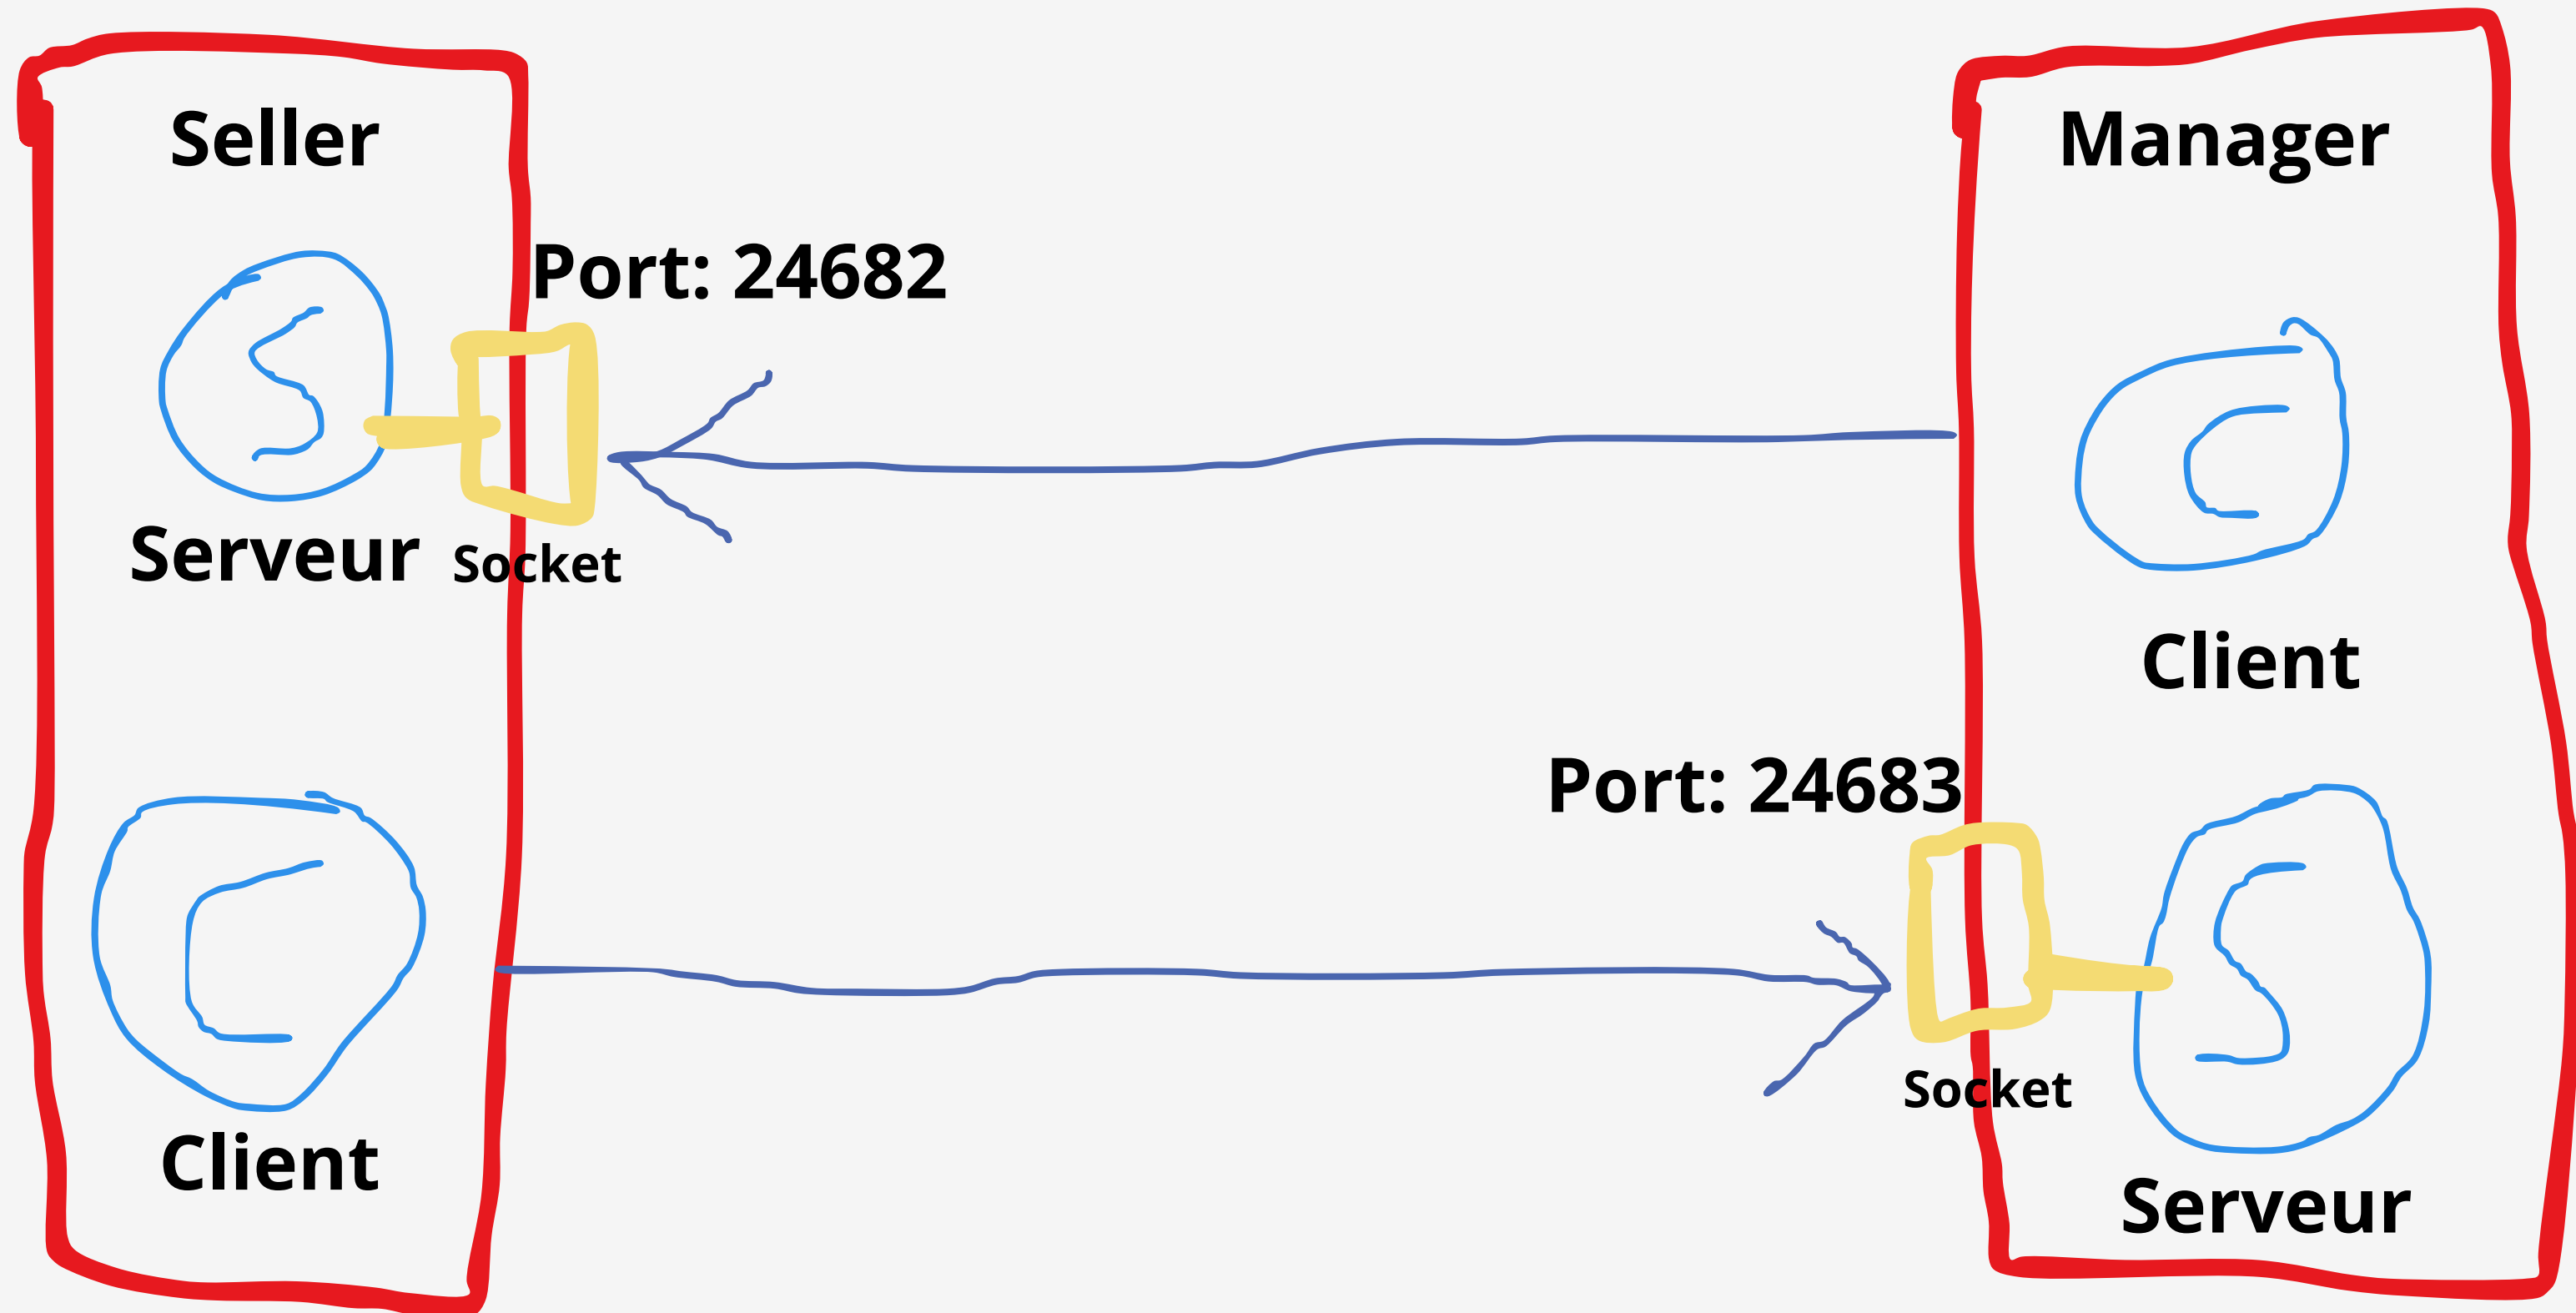 Seller
Manager
Port: 24682
S
C
Serveur
Socket
Client
Port: 24683
C
S
Socket
Client
Serveur